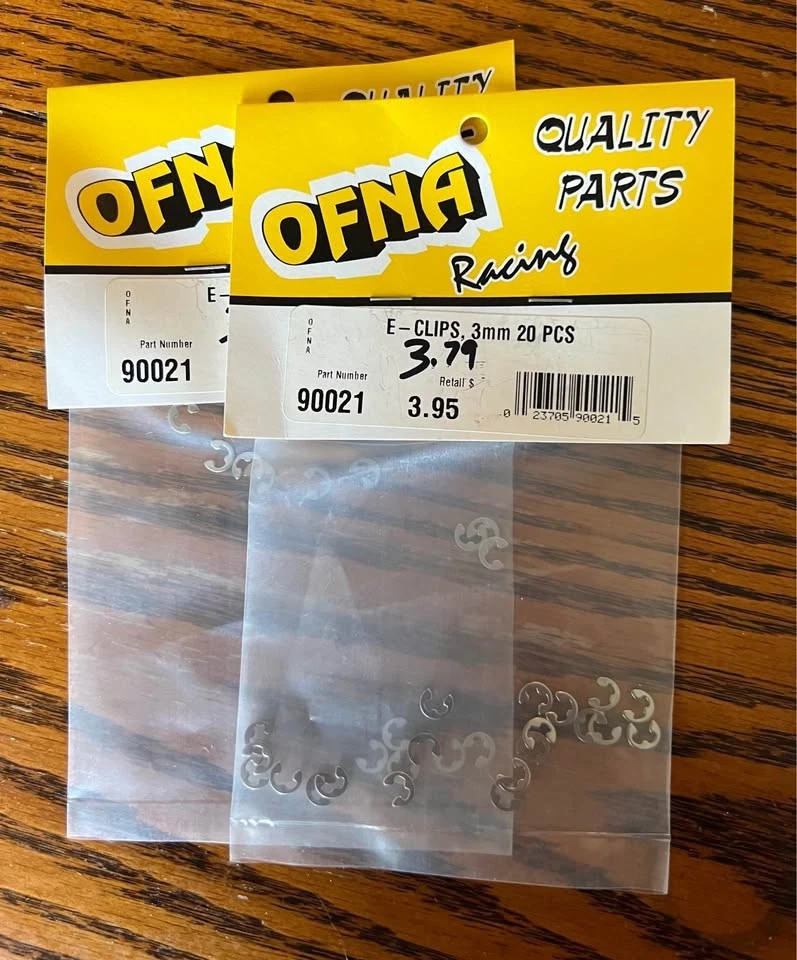 QUALITY
OFN
E-
OFNA
Part Number
90021
QUALITY
PARTS
OFNA
Racing
OFNA
E-CLIPS, 3mm 20 PCS
3.79
Part Number
Retail $
90021
3.95
0 23705 90021 5